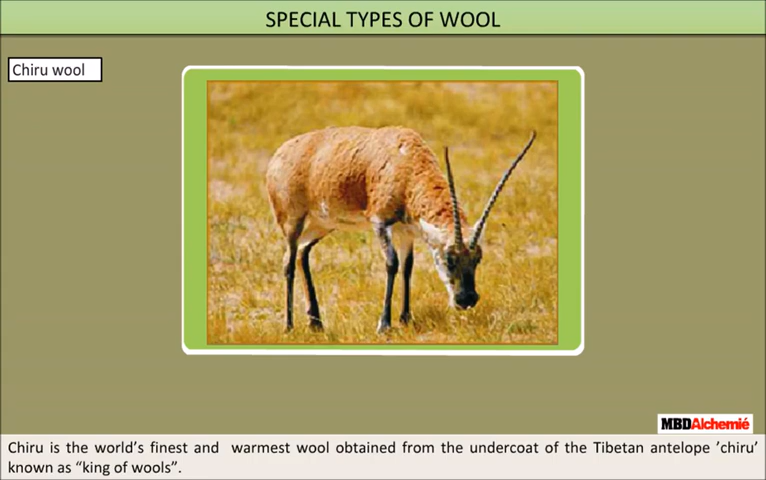 SPECIAL TYPES OF WOOL
Chiru wool
MBDAlchemié
Chiru is the world’s finest and warmest wool obtained from the undercoat of the Tibetan antelope ’chiru’
known as “king of wools”.